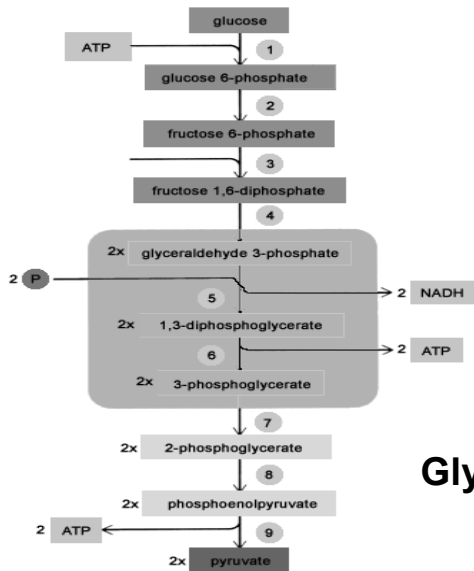 glucose
ATP
1
glucose 6-phosphate
2
fructose 6-phosphate
3
fructose 1,6-diphosphate
4
2x glyceraldehyde 3-phosphate
2 P
2 NADH
5
2x 1,3-diphosphoglycerate
6
2 ATP
2x 3-phosphoglycerate
7
2x 2-phosphoglycerate
8
Gly
2x phosphoenolpyruvate
2 ATP
9
2x pyruvate